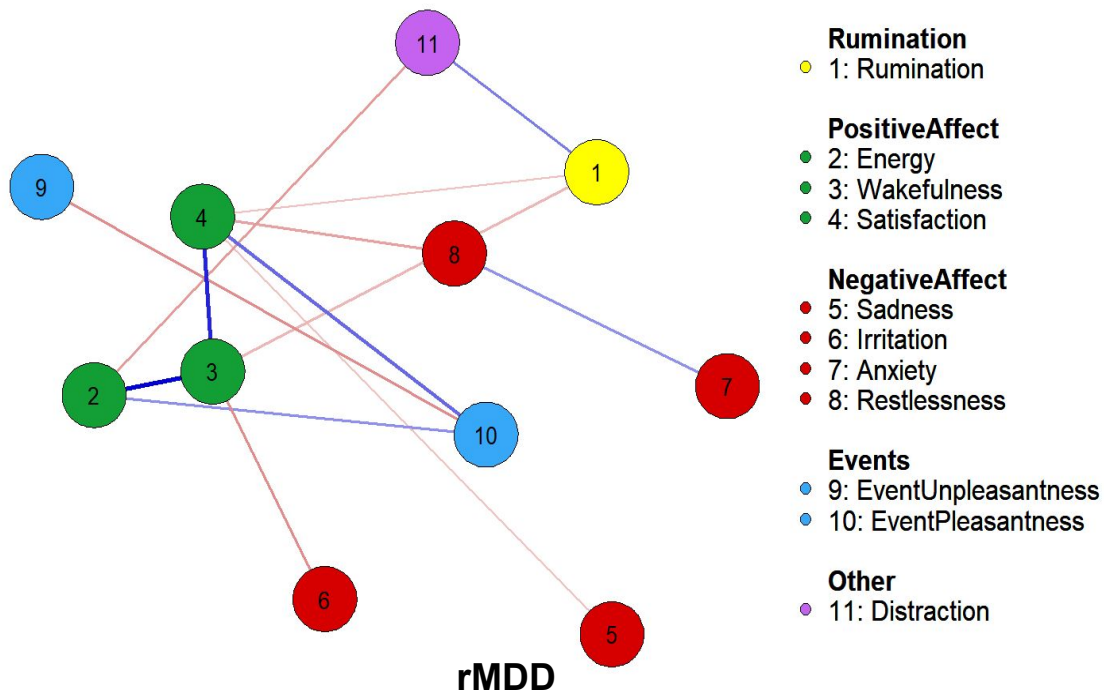 11
9
4
1
8
3
2
7
10
6
5
rMDD
Rumination
1: Rumination
PositiveAffect
2: Energy
3: Wakefulness
4: Satisfaction
NegativeAffect
5: Sadness
6: Irritation
7: Anxiety
8: Restlessness
Events
9: EventUnpleasantness
10: EventPleasantness
Other
11: Distraction